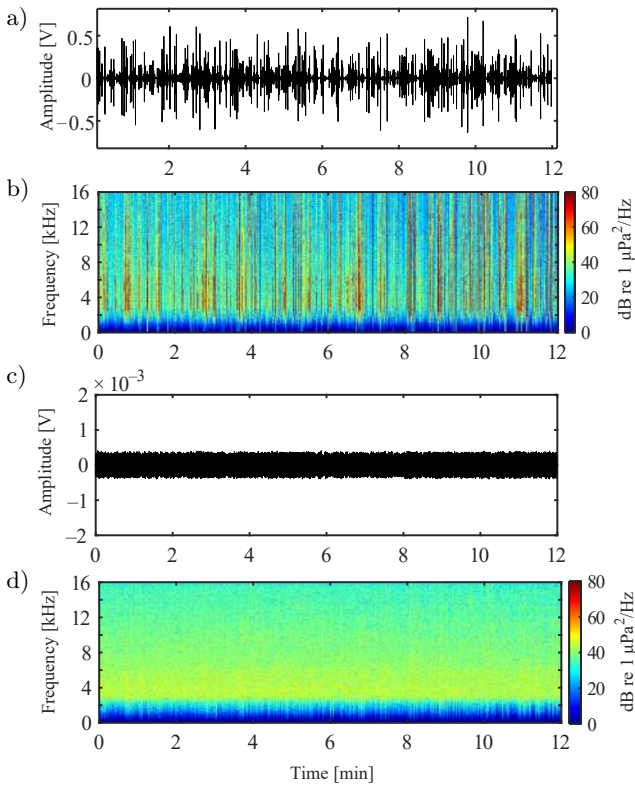 a)
Amplitude [V]
0.5
0
−0.5
2 4 6 8 10 12
b)
Frequency [kHz]
16
12
8
4
0
0 2 4 6 8 10 12
80
60
40
20
0
dB re 1 μPa²/Hz
c)
× 10⁻³
Amplitude [V]
2
1
0
−1
−2
0 2 4 6 8 10 12
d)
Frequency [kHz]
16
12
8
4
0
0 2 4 6 8 10 12
80
60
40
20
0
dB re 1 μPa²/Hz
Time [min]